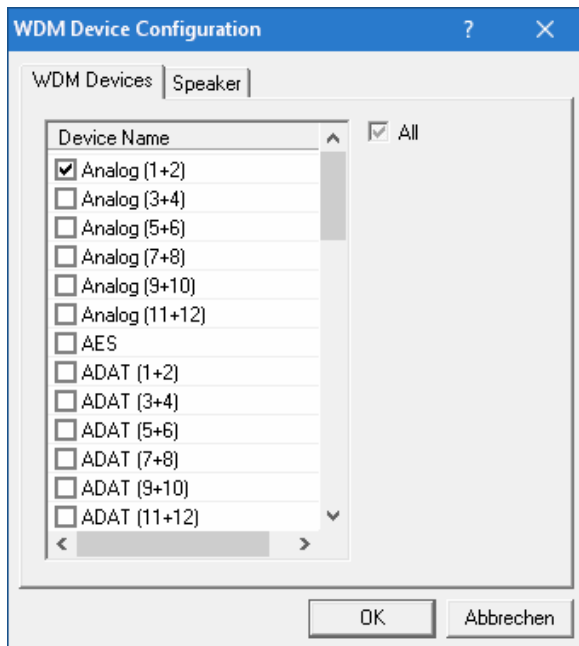 WDM Device Configuration ? ×
WDM Devices Speaker
Device Name
All
Analog (1+2)
Analog (3+4)
Analog (5+6)
Analog (7+8)
Analog (9+10)
Analog (11+12)
AES
ADAT (1+2)
ADAT (3+4)
ADAT (5+6)
ADAT (7+8)
ADAT (9+10)
ADAT (11+12)
OK Abbrechen